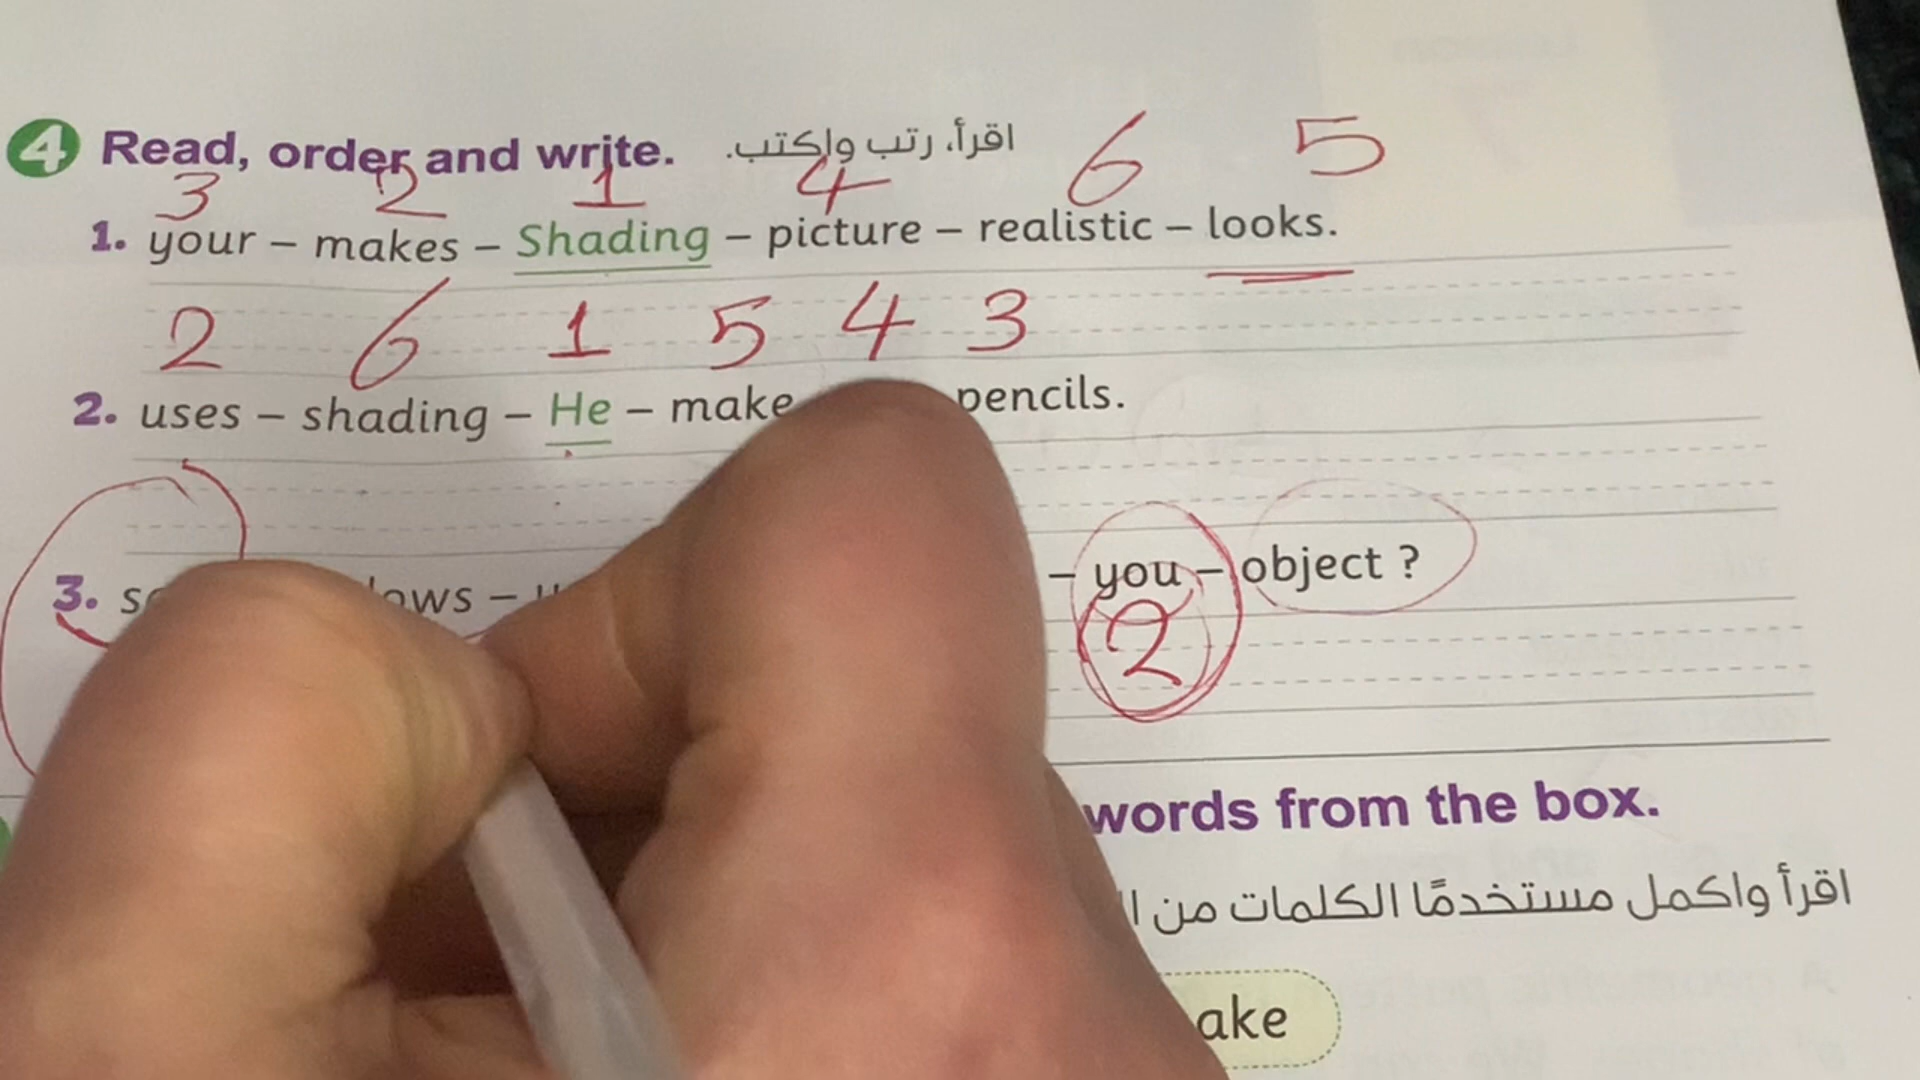 4 Read, order and write. اقرأ، رتب واكتب.
3 2 1 4 6 5
1. your – makes – Shading – picture – realistic – looks.
2 6 1 5 4 3
2. uses – shading – He – make pencils.
3. – – you – object ?
2
words from the box.
اقرأ واكمل مستخدمًا الكلمات من